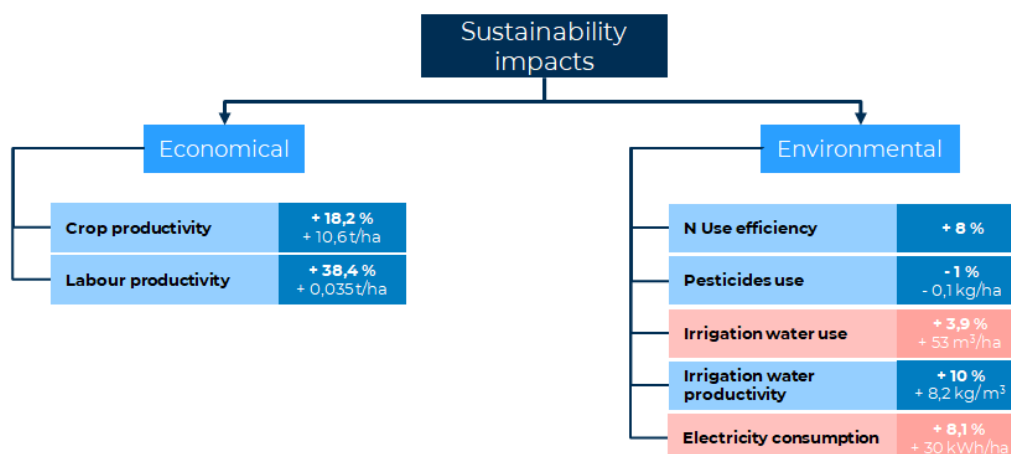 Sustainability
impacts
Economical
Environmental
Crop productivity
+ 18,2 %
+ 10,6 t/ha
Labour productivity
+ 38,4 %
+ 0,035 t/ha
N Use efficiency
+ 8 %
Pesticides use
- 1 %
- 0,1 kg/ha
Irrigation water use
+ 3,9 %
+ 53 m³/ha
Irrigation water
productivity
+ 10 %
+ 8,2 kg/m³
Electricity consumption
+ 8,1 %
+ 30 kWh/ha